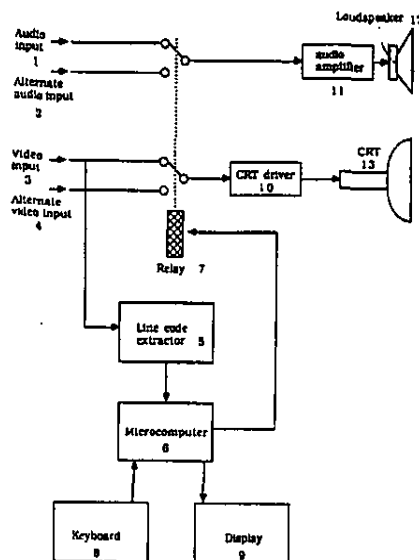 Loudspeaker 12
Audio
input
1
Alternate
audio input
2
audio
amplifier
11
Video
input
3
Alternate
video input
4
CRT driver
10
CRT
13
Relay 7
Line code
extractor 5
Microcomputer
6
Keyboard
8
Display
9